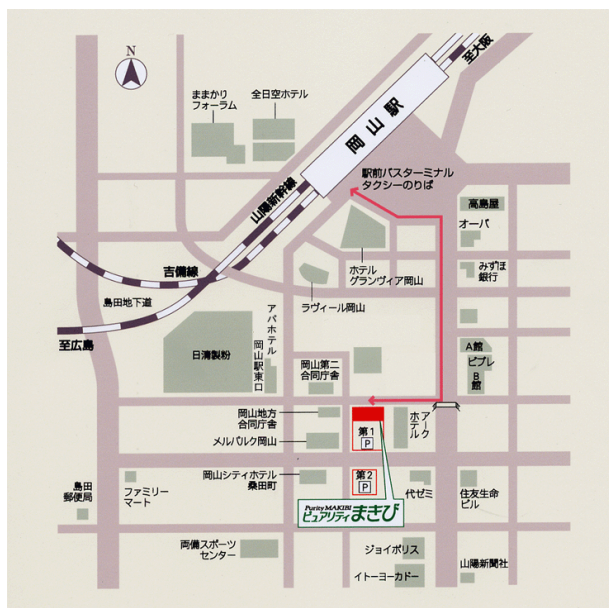 N
至大阪
岡山駅
ままかり
フォーラム
全日空ホテル
駅前バスターミナル
タクシーのりば
山陽新幹線
高島屋
オーパ
吉備線
ホテル
グランヴィア岡山
みずほ
銀行
島田地下道
ラヴィール岡山
至広島
日清製粉
アパホテル
岡山駅東口
岡山第二
合同庁舎
A館
ビブレ
B館
岡山地方
合同庁舎
アーク
ホテル
第1
P
メルパルク岡山
岡山シティホテル
桑田町
第2
P
島田
郵便局
ファミリー
マート
代ゼミ
住友生命
ビル
Purity MAKIBI
ピュアリティまきび
両備スポーツ
センター
ジョイポリス
イトーヨーカドー
山陽新聞社